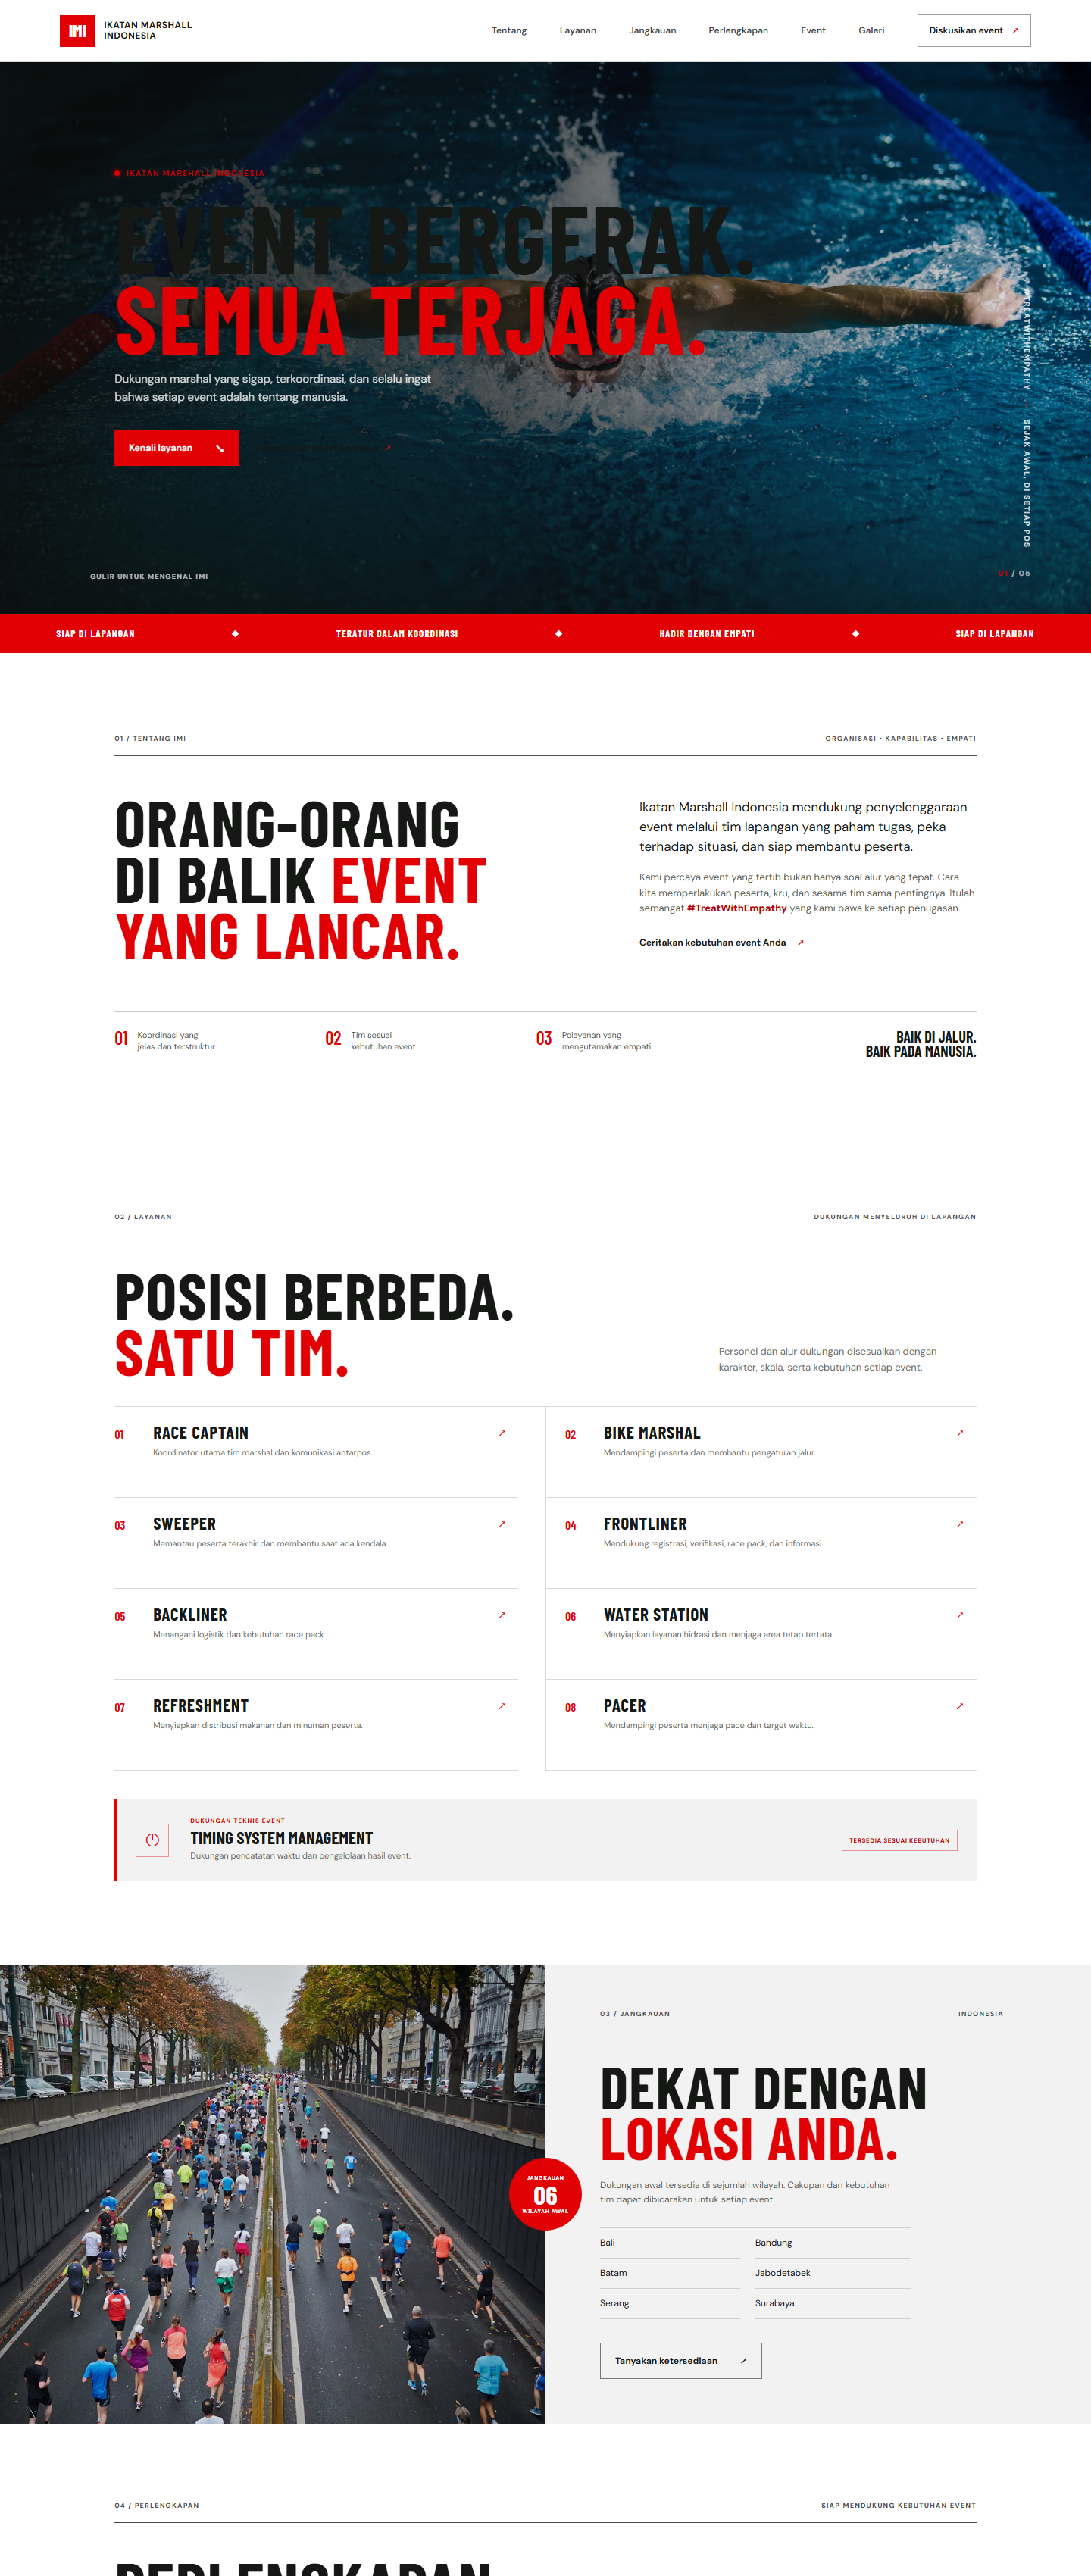 IMI
IKATAN MARSHALL
INDONESIA
Tentang
Layanan
Jangkauan
Perlengkapan
Event
Galeri
Diskusikan event ↗
IKATAN MARSHALL INDONESIA
EVENT BERGERAK.
SEMUA TERJAGA.
Dukungan marshal yang sigap, terkoordinasi, dan selalu ingat
bahwa setiap event adalah tentang manusia.
Kenali layanan ↘
SEJAK AWAL, DI SETIAP POS
GULIR UNTUK MENGENAL IMI
01 / 05
SIAP DI LAPANGAN ◆ TERATUR DALAM KOORDINASI ◆ HADIR DENGAN EMPATI ◆ SIAP DI LAPANGAN
01 / TENTANG IMI
ORGANISASI • KAPABILITAS • EMPATI
ORANG-ORANG
DI BALIK EVENT
YANG LANCAR.
Ikatan Marshall Indonesia mendukung penyelenggaraan
event melalui tim lapangan yang paham tugas, peka
terhadap situasi, dan siap membantu peserta.
Kami percaya event yang tertib bukan hanya soal alur yang tepat. Cara
kita memperlakukan peserta, kru, dan sesama tim sama pentingnya. Itulah
semangat #TreatWithEmpathy yang kami bawa ke setiap penugasan.
Ceritakan kebutuhan event Anda ↗
01
Koordinasi yang
jelas dan terstruktur
02
Tim sesuai
kebutuhan event
03
Pelayanan yang
mengutamakan empati
BAIK DI JALUR.
BAIK PADA MANUSIA.
02 / LAYANAN
DUKUNGAN MENYELURUH DI LAPANGAN
POSISI BERBEDA.
SATU TIM.
Personel dan alur dukungan disesuaikan dengan
karakter, skala, serta kebutuhan setiap event.
01 RACE CAPTAIN ↗
Koordinator utama tim marshal dan komunikasi antarpos.
02 BIKE MARSHAL ↗
Mendampingi peserta dan membantu pengaturan jalur.
03 SWEEPER ↗
Memantau peserta terakhir dan membantu saat ada kendala.
04 FRONTLINER ↗
Mendukung registrasi, verifikasi, race pack, dan informasi.
05 BACKLINER ↗
Menangani logistik dan kebutuhan race pack.
06 WATER STATION ↗
Menyiapkan layanan hidrasi dan menjaga area tetap tertata.
07 REFRESHMENT ↗
Menyiapkan distribusi makanan dan minuman peserta.
08 PACER ↗
Mendampingi peserta menjaga pace dan target waktu.
DUKUNGAN TEKNIS EVENT
TIMING SYSTEM MANAGEMENT
Dukungan pencatatan waktu dan pengelolaan hasil event.
TERSEDIA SESUAI KEBUTUHAN
03 / JANGKAUAN
INDONESIA
DEKAT DENGAN
LOKASI ANDA.
JANGKAUAN
06
WILAYAH AWAL
Dukungan awal tersedia di sejumlah wilayah. Cakupan dan kebutuhan
tim dapat dibicarakan untuk setiap event.
Bali
Bandung
Batam
Jabodetabek
Serang
Surabaya
Tanyakan ketersediaan ↗
04 / PERLENGKAPAN
SIAP MENDUKUNG KEBUTUHAN EVENT